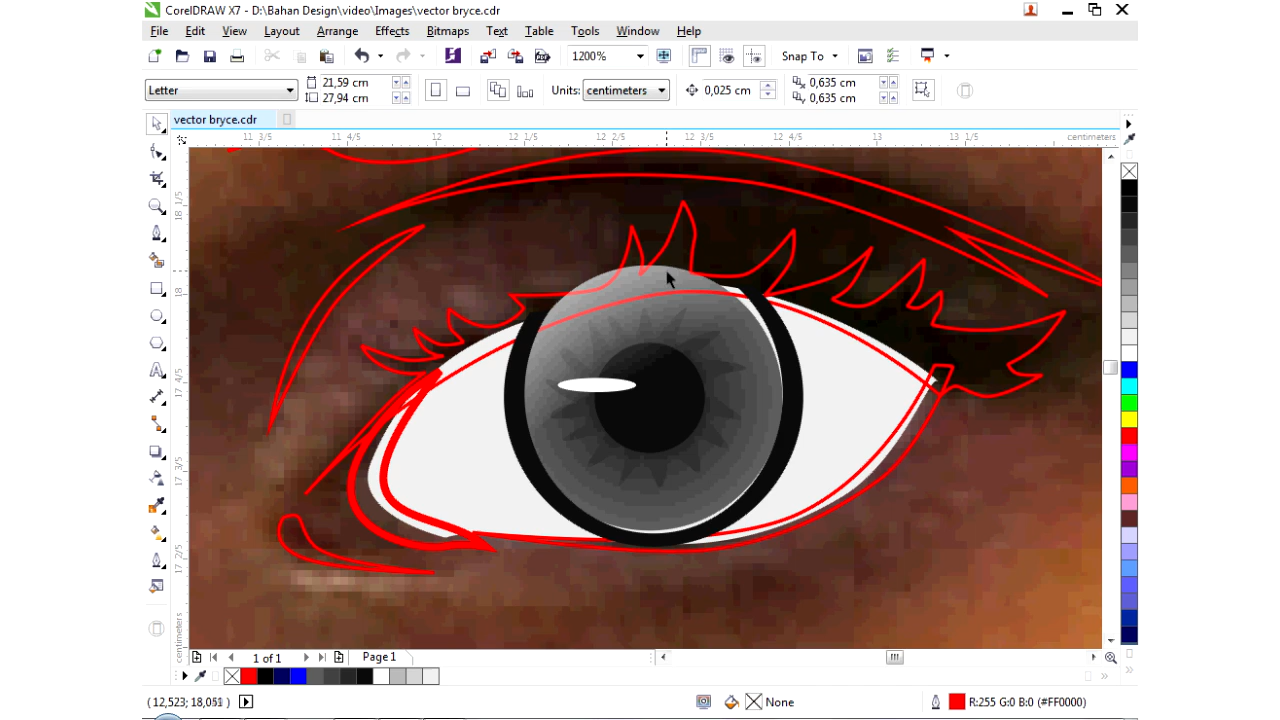 CorelDRAW X7 - D:\Bahan Design\video\Images\vector bryce.cdr
File Edit View Layout Arrange Effects Bitmaps Text Table Tools Window Help
1200% Snap To
Letter 21,59 cm 27,94 cm Units: centimeters 0,025 cm 0,635 cm 0,635 cm
vector bryce.cdr
11 3/5 11 4/5 12 12 1/5 12 2/5 12 3/5 12 4/5 13 13 1/5 centimeters
18 1/5
18
17 4/5
17 3/5
17 2/5
centimeters
1 of 1 Page 1
( 12,523; 18,051 ) None R:255 G:0 B:0 (#FF0000)